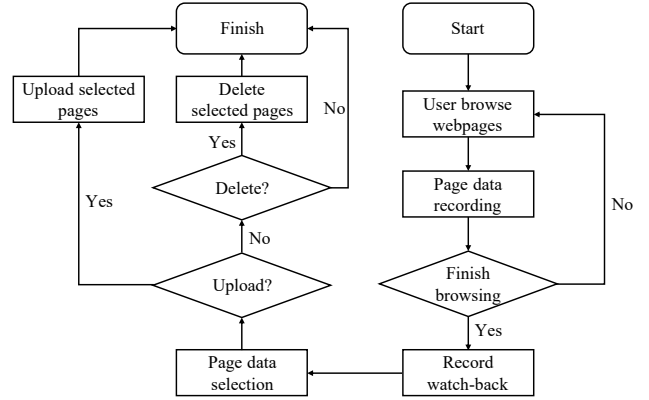 Finish
Start
Upload selected
pages
Delete
selected pages
No
User browse
webpages
Yes
Delete?
Page data
recording
Yes
No
No
Upload?
Finish
browsing
Yes
Page data
selection
Record
watch-back